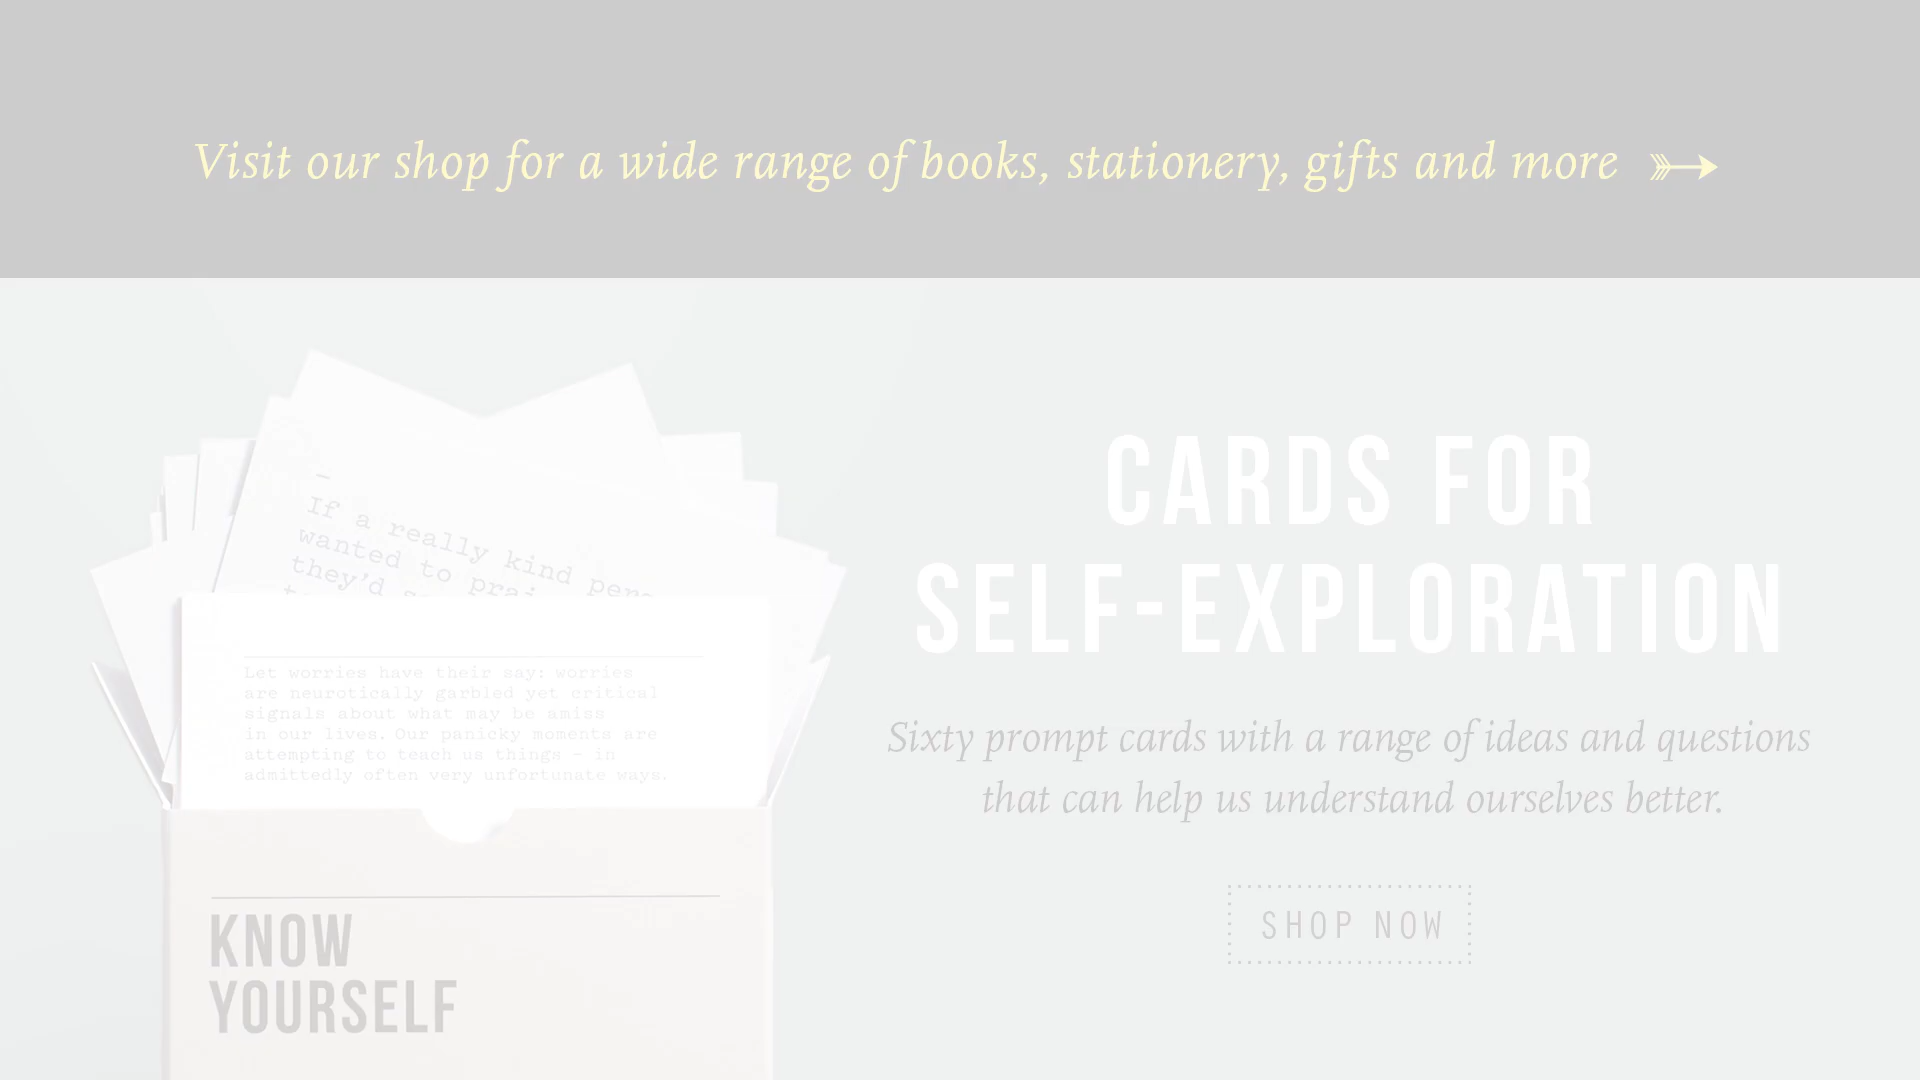 Visit our shop for a wide range of books, stationery, gifts and more
CARDS FOR
SELF-EXPLORATION
Sixty prompt cards with a range of ideas and questions
that can help us understand ourselves better.
SHOP NOW
If a really kind
wanted to
they'd
Let worries have their say: worries
are neurotically garbled yet critical
signals about what may be amiss
in our lives. Our panicky moments are
attempting to teach us things – in
admittedly often very unfortunate ways.
KNOW
YOURSELF